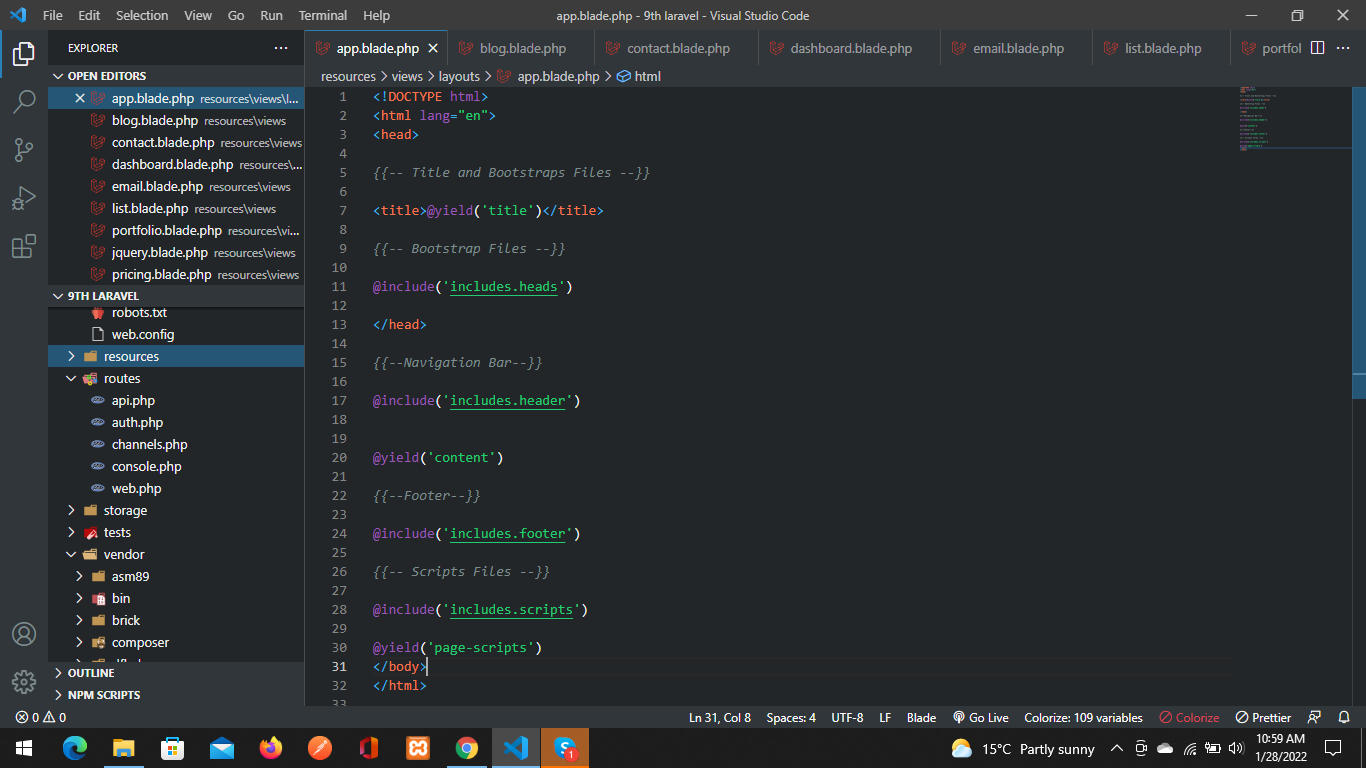 File Edit Selection View Go Run Terminal Help
app.blade.php - 9th laravel - Visual Studio Code
EXPLORER
OPEN EDITORS
app.blade.php resources\views\l...
blog.blade.php resources\views
contact.blade.php resources\views
dashboard.blade.php resources\...
email.blade.php resources\views
list.blade.php resources\views
portfolio.blade.php resources\vi...
jquery.blade.php resources\views
pricing.blade.php resources\views
9TH LARAVEL
robots.txt
web.config
resources
routes
api.php
auth.php
channels.php
console.php
web.php
storage
tests
vendor
asm89
bin
brick
composer
OUTLINE
NPM SCRIPTS
app.blade.php blog.blade.php contact.blade.php dashboard.blade.php email.blade.php list.blade.php portfol
resources > views > layouts > app.blade.php > html
1 <!DOCTYPE html>
2 <html lang="en">
3 <head>
4
5 {{-- Title and Bootstraps Files --}}
6
7 <title>@yield('title')</title>
8
9 {{-- Bootstrap Files --}}
10
11 @include('includes.heads')
12
13 </head>
14
15 {{--Navigation Bar--}}
16
17 @include('includes.header')
18
19
20 @yield('content')
21
22 {{--Footer--}}
23
24 @include('includes.footer')
25
26 {{-- Scripts Files --}}
27
28 @include('includes.scripts')
29
30 @yield('page-scripts')
31 </body>
32 </html>
33
0 0 Ln 31, Col 8 Spaces: 4 UTF-8 LF Blade Go Live Colorize: 109 variables Colorize Prettier
1
15°C Partly sunny
10:59 AM
1/28/2022